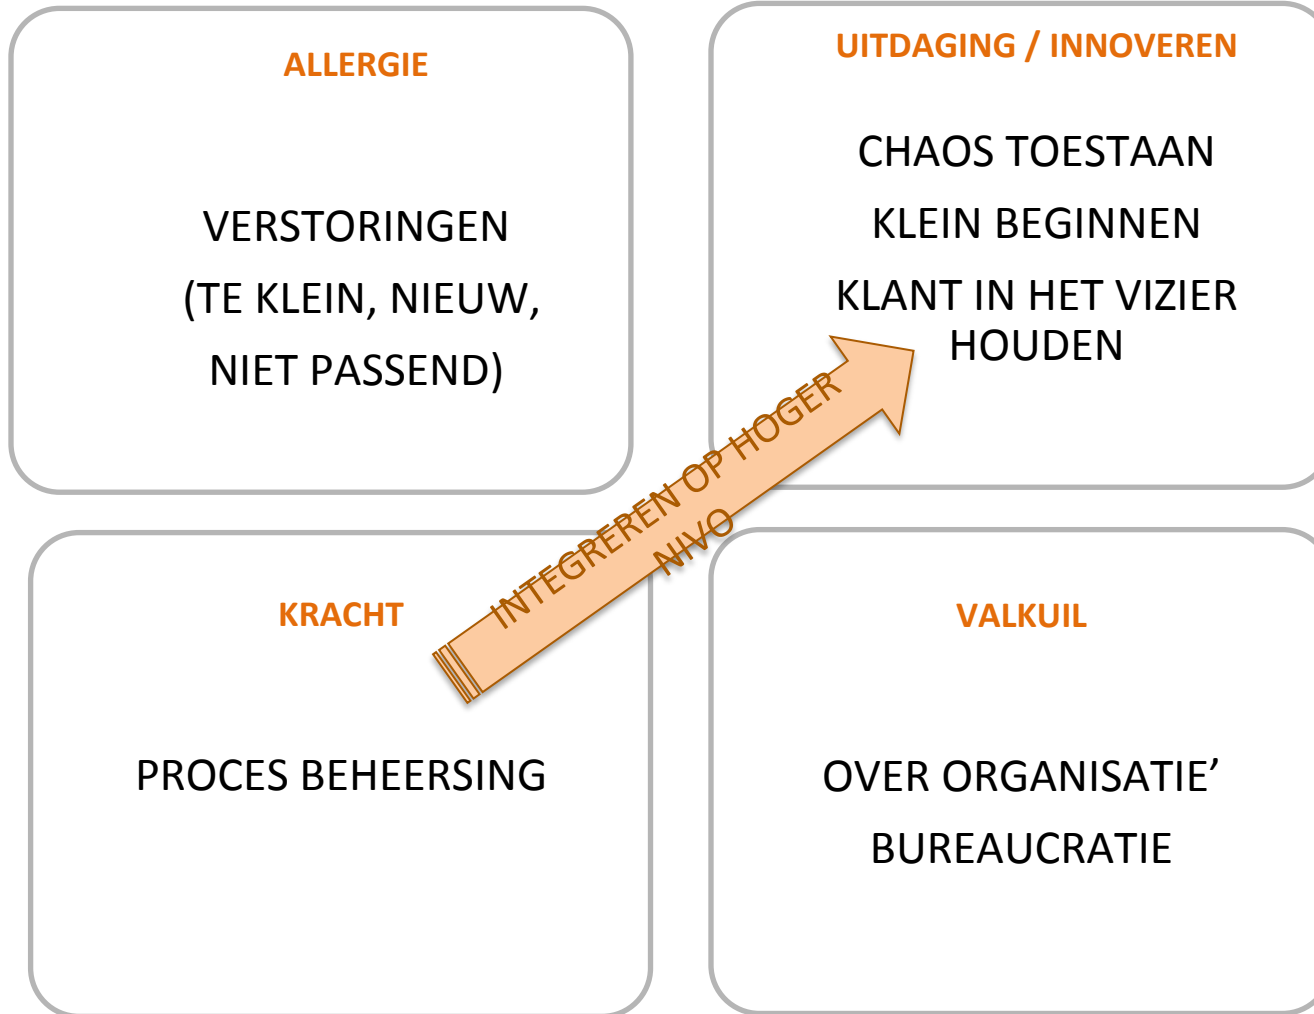 ALLERGIE
VERSTORINGEN
(TE KLEIN, NIEUW,
NIET PASSEND)
UITDAGING / INNOVEREN
CHAOS TOESTAAN
KLEIN BEGINNEN
KLANT IN HET VIZIER
HOUDEN
INTEGREREN OP HOGER
NIVO
KRACHT
PROCES BEHEERSING
VALKUIL
OVER ORGANISATIE’
BUREAUCRATIE